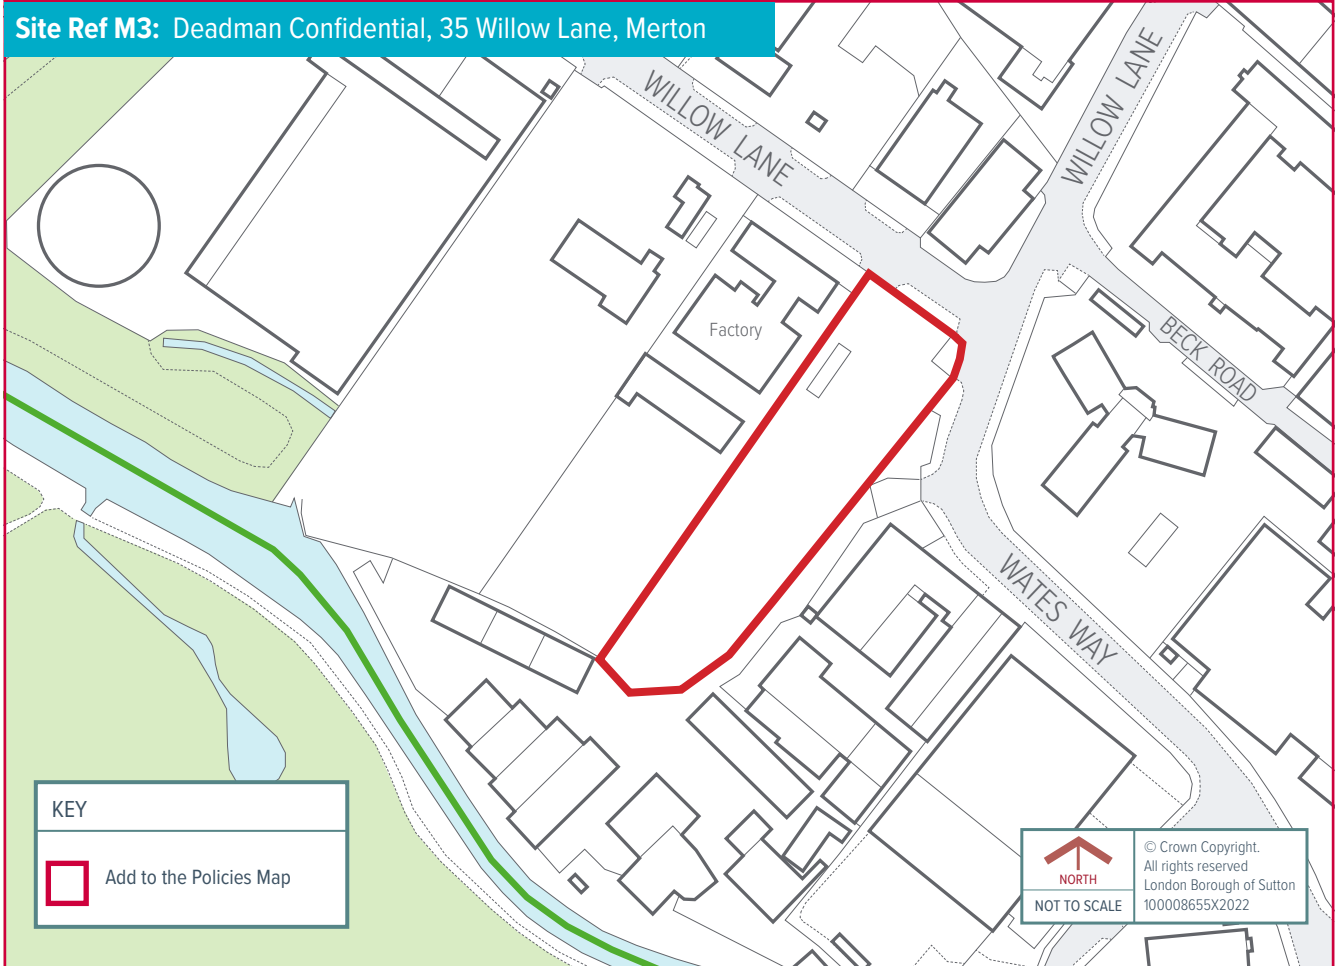 Site Ref M3: Deadman Confidential, 35 Willow Lane, Merton
WILLOW LANE
WILLOW LANE
BECK ROAD
Factory
WATES WAY
KEY
Add to the Policies Map
NORTH
NOT TO SCALE
© Crown Copyright.
All rights reserved
London Borough of Sutton
100008655X2022